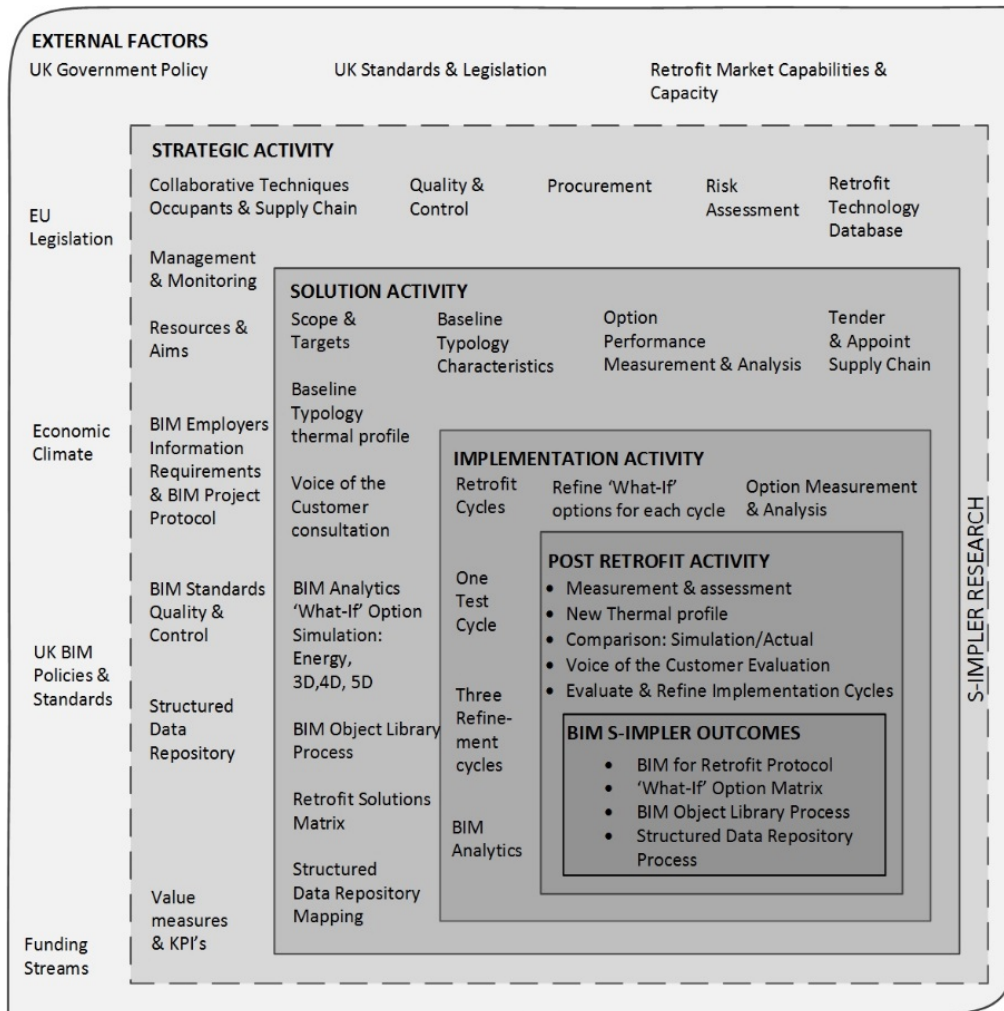 EXTERNAL FACTORS
UK Government Policy
UK Standards & Legislation
Retrofit Market Capabilities &
Capacity
EU
Legislation
Economic
Climate
UK BIM
Policies &
Standards
Funding
Streams
STRATEGIC ACTIVITY
Collaborative Techniques
Occupants & Supply Chain
Quality &
Control
Procurement
Risk
Assessment
Retrofit
Technology
Database
Management
& Monitoring
Resources &
Aims
BIM Employers
Information
Requirements
& BIM Project
Protocol
BIM Standards
Quality &
Control
Structured
Data
Repository
Value
measures
& KPI's
SOLUTION ACTIVITY
Scope &
Targets
Baseline
Typology
Characteristics
Option
Performance
Measurement & Analysis
Tender
& Appoint
Supply Chain
Baseline
Typology
thermal profile
Voice of the
Customer
consultation
BIM Analytics
‘What-If’ Option
Simulation:
Energy,
3D,4D, 5D
BIM Object Library
Process
Retrofit Solutions
Matrix
Structured
Data Repository
Mapping
IMPLEMENTATION ACTIVITY
Retrofit
Cycles
Refine ‘What-If’
options for each cycle
Option Measurement
& Analysis
One
Test
Cycle
Three
Refine-
ment
cycles
BIM
Analytics
POST RETROFIT ACTIVITY
• Measurement & assessment
• New Thermal profile
• Comparison: Simulation/Actual
• Voice of the Customer Evaluation
• Evaluate & Refine Implementation Cycles
BIM S-IMPLER OUTCOMES
• BIM for Retrofit Protocol
• ‘What-If’ Option Matrix
• BIM Object Library Process
• Structured Data Repository
Process
S-IMPLER RESEARCH